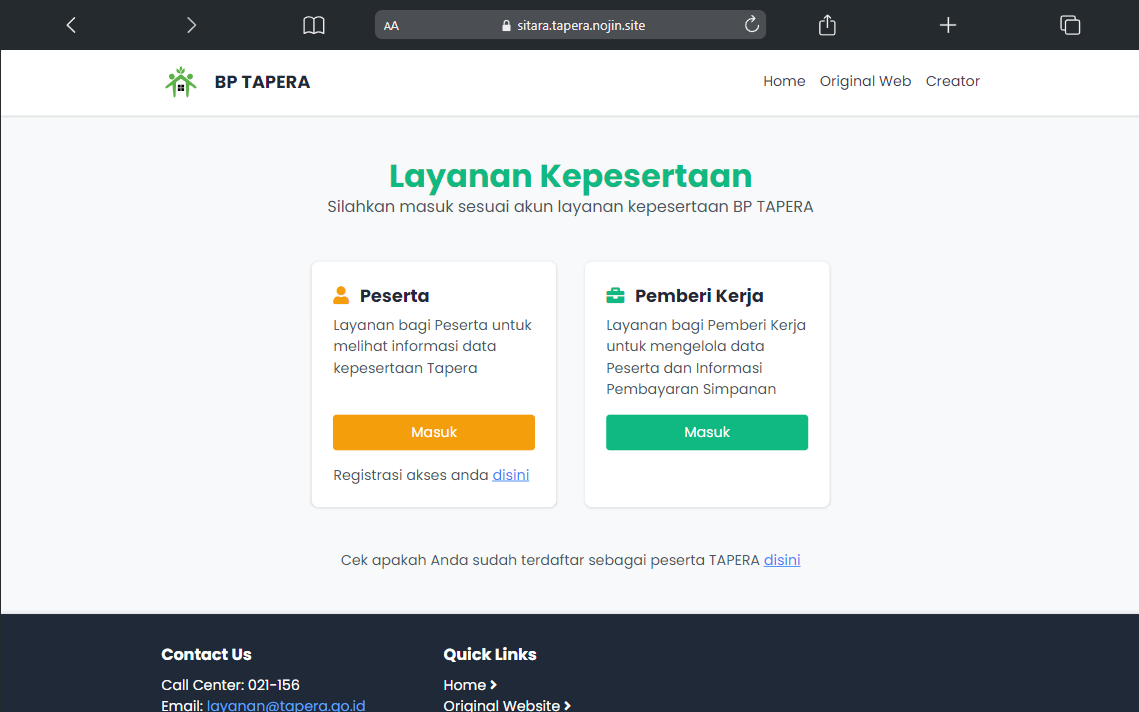 AA
sitara.tapera.nojin.site
BP TAPERA
Home Original Web Creator
Layanan Kepesertaan
Silahkan masuk sesuai akun layanan kepesertaan BP TAPERA
Peserta
Layanan bagi Peserta untuk
melihat informasi data
kepesertaan Tapera
Masuk
Registrasi akses anda disini
Pemberi Kerja
Layanan bagi Pemberi Kerja
untuk mengelola data
Peserta dan Informasi
Pembayaran Simpanan
Masuk
Cek apakah Anda sudah terdaftar sebagai peserta TAPERA disini
Contact Us
Call Center: 021-156
Email: layanan@tapera.go.id
Quick Links
Home
Original Website